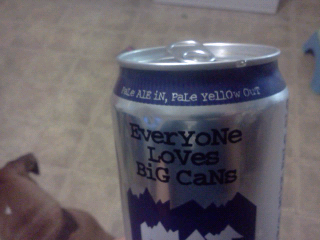 PaLe ALE iN, PaLe YeLLOw OuT
EverYoNe
LoVes
BiG CaNs